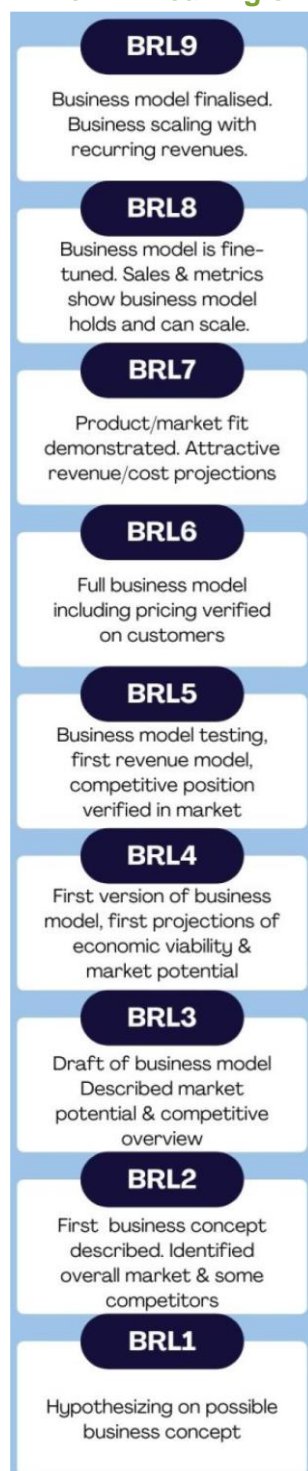 BRL9
Business model finalised.
Business scaling with
recurring revenues.
BRL8
Business model is fine-
tuned. Sales & metrics
show business model
holds and can scale.
BRL7
Product/market fit
demonstrated. Attractive
revenue/cost projections
BRL6
Full business model
including pricing verified
on customers
BRL5
Business model testing,
first revenue model,
competitive position
verified in market
BRL4
First version of business
model, first projections of
economic viability &
market potential
BRL3
Draft of business model
Described market
potential & competitive
overview
BRL2
First business concept
described. Identified
overall market & some
competitors
BRL1
Hypothesizing on possible
business concept